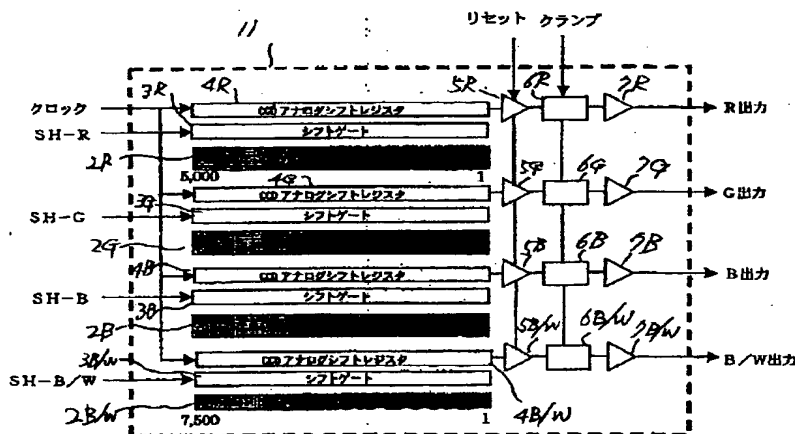 11
リセット クランプ
3R 4R 5R 6R 7R
クロック CCDアナログシフトレジスタ R出力
SH-R シフトゲート
2R
5,000 1
4G 5G 6G 7G
CCDアナログシフトレジスタ G出力
3G シフトゲート
SH-G
2G
4B 5B 6B 7B
CCDアナログシフトレジスタ B出力
SH-B シフトゲート
3B
2B
3B/W 5B/W 6B/W 7B/W
CCDアナログシフトレジスタ B/W出力
SH-B/W シフトゲート
2B/W 4B/W
7,500 1